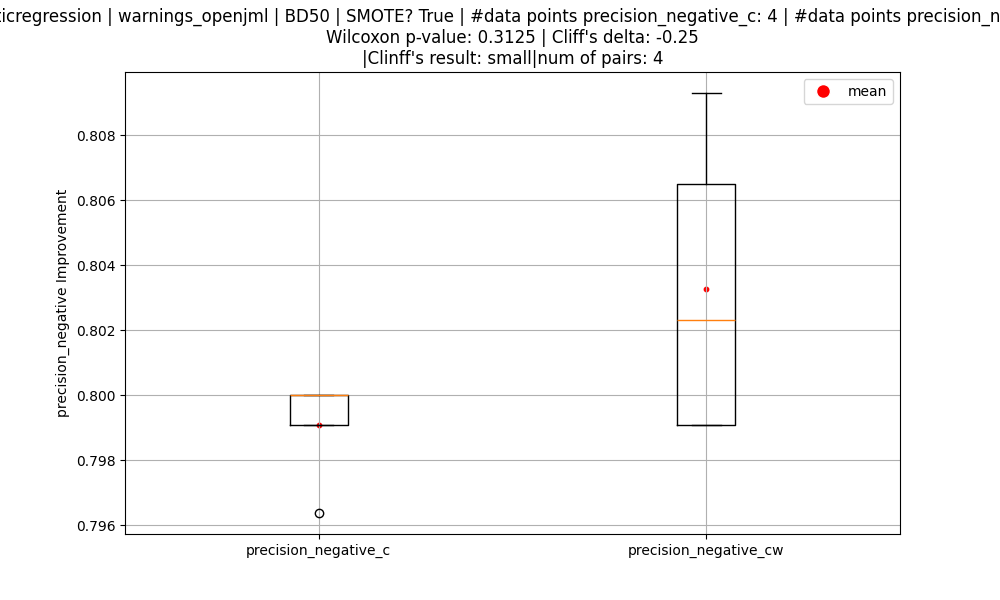 icregression | warnings_openjml | BD50 | SMOTE? True | #data points precision_negative_c: 4 | #data points precision_n
Wilcoxon p-value: 0.3125 | Cliff's delta: -0.25
|Clinff's result: small|num of pairs: 4
mean
0.808
0.806
0.804
0.802
0.800
0.798
0.796
precision_negative Improvement
precision_negative_c
precision_negative_cw